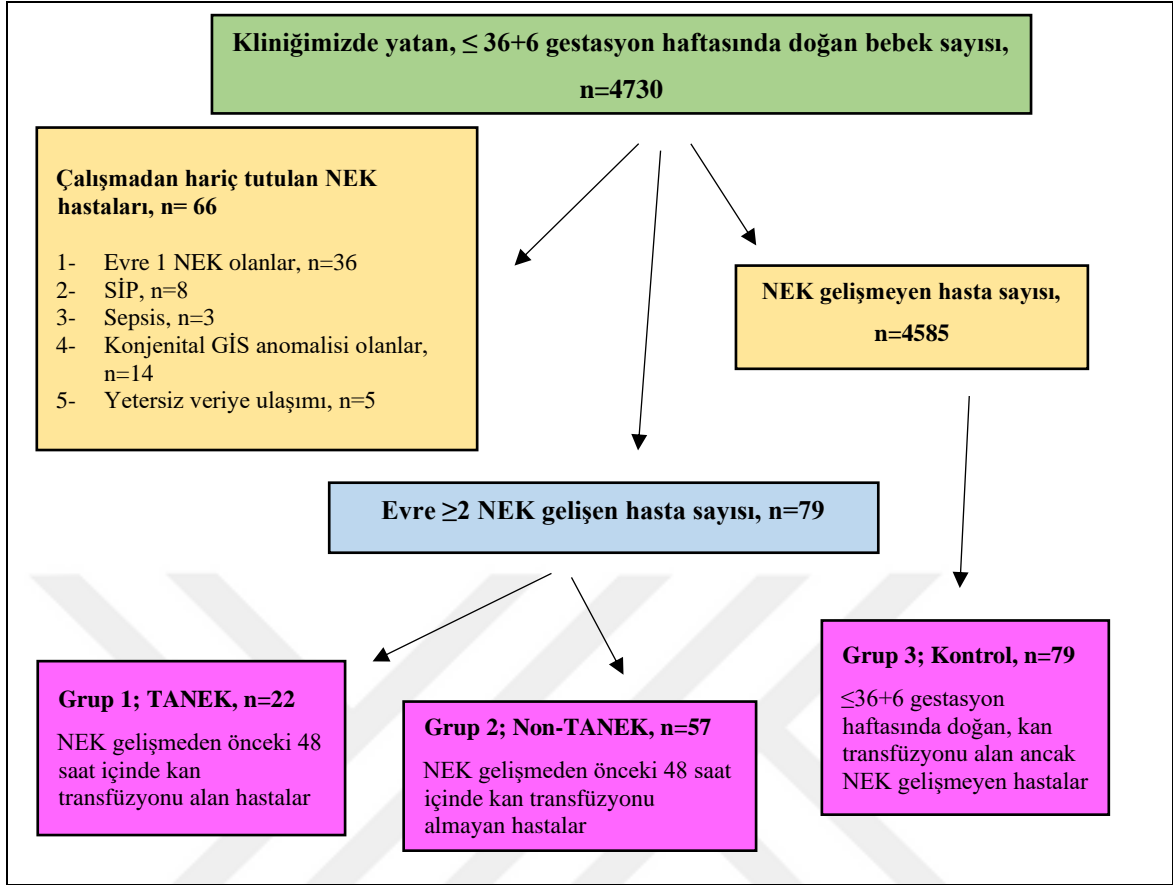 Kliniğimizde yatan, ≤ 36+6 gestasyon haftasında doğan bebek sayısı,
n=4730
Çalışmadan hariç tutulan NEK
hastaları, n= 66
1- Evre 1 NEK olanlar, n=36
2- SİP, n=8
3- Sepsis, n=3
4- Konjenital GİS anomalisi olanlar,
n=14
5- Yetersiz veriye ulaşımı, n=5
NEK gelişmeyen hasta sayısı,
n=4585
Evre ≥2 NEK gelişen hasta sayısı, n=79
Grup 1; TANEK, n=22
NEK gelişmeden önceki 48
saat içinde kan
transfüzyonu alan hastalar
Grup 2; Non-TANEK, n=57
NEK gelişmeden önceki 48 saat
içinde kan transfüzyonu
almayan hastalar
Grup 3; Kontrol, n=79
≤36+6 gestasyon
haftasında doğan, kan
transfüzyonu alan ancak
NEK gelişmeyen hastalar